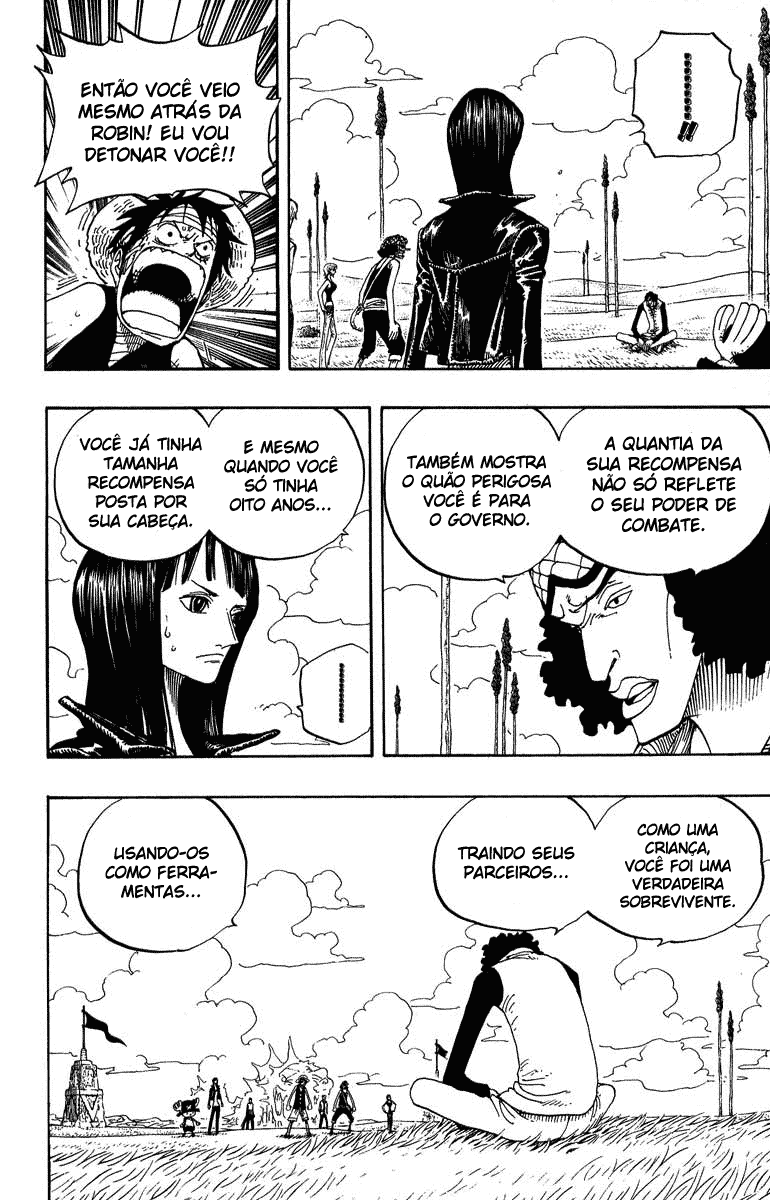 ..........!!
ENTÃO VOCÊ VEIO
MESMO ATRÁS DA
ROBIN! EU VOU
DETONAR VOCÊ!!
A QUANTIA DA
SUA RECOMPENSA
NÃO SÓ REFLETE
O SEU PODER DE
COMBATE.
TAMBÉM MOSTRA
O QUÃO PERIGOSA
VOCÊ É PARA
O GOVERNO.
E MESMO
QUANDO VOCÊ
SÓ TINHA
OITO ANOS...
VOCÊ JÁ TINHA
TAMANHA
RECOMPENSA
POSTA POR
SUA CABEÇA.
..........
COMO UMA
CRIANÇA,
VOCÊ FOI UMA
VERDADEIRA
SOBREVIVENTE.
TRAINDO SEUS
PARCEIROS...
USANDO-OS
COMO FERRA-
MENTAS...